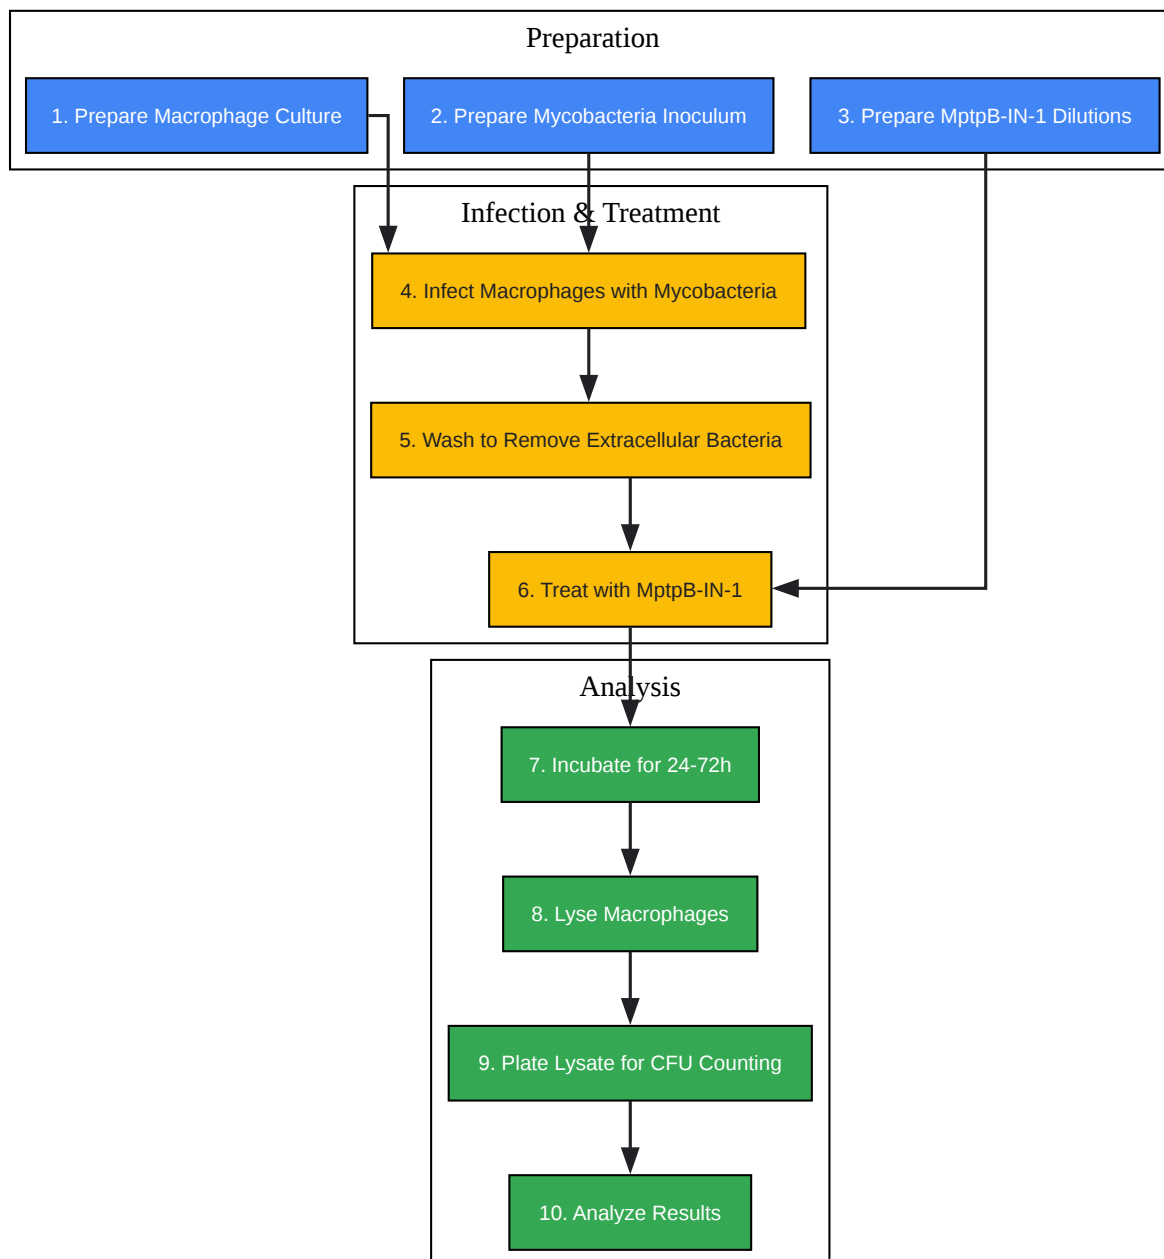 Preparation
1. Prepare Macrophage Culture
2. Prepare Mycobacteria Inoculum
3. Prepare MptpB-IN-1 Dilutions
Infection & Treatment
4. Infect Macrophages with Mycobacteria
5. Wash to Remove Extracellular Bacteria
6. Treat with MptpB-IN-1
Analysis
7. Incubate for 24-72h
8. Lyse Macrophages
9. Plate Lysate for CFU Counting
10. Analyze Results